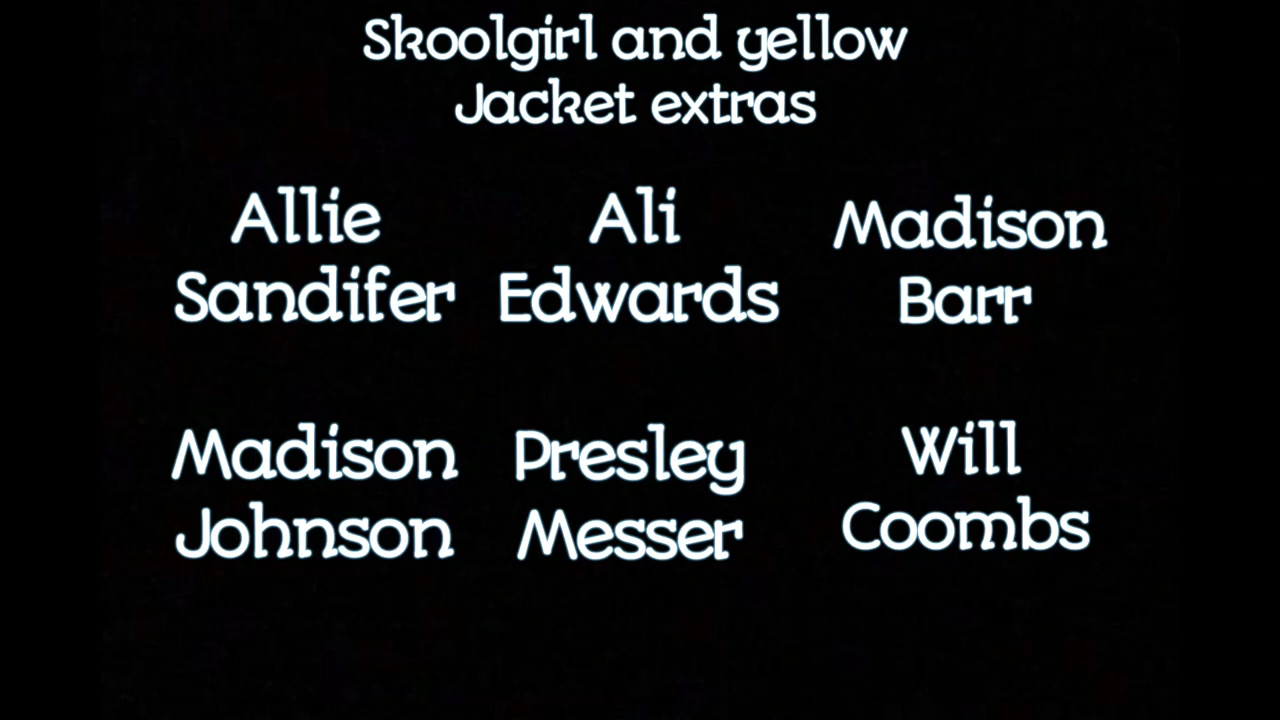 Skoolgirl and yellow
Jacket extras
Allie
Sandifer
Ali
Edwards
Madison
Barr
Madison
Johnson
Presley
Messer
Will
Coombs